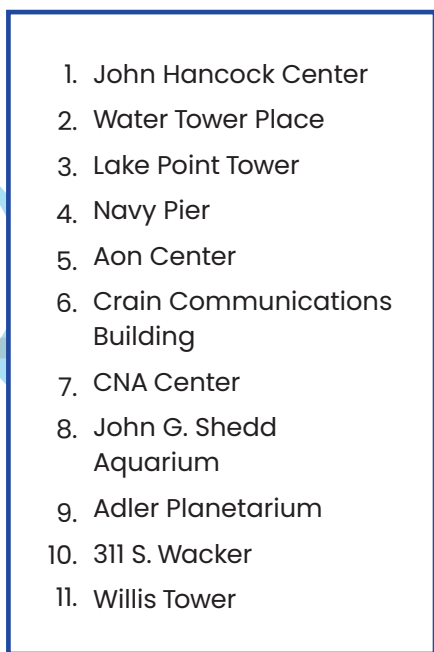 1. John Hancock Center
2. Water Tower Place
3. Lake Point Tower
4. Navy Pier
5. Aon Center
6. Crain Communications
Building
7. CNA Center
8. John G. Shedd
Aquarium
9. Adler Planetarium
10. 311 S. Wacker
11. Willis Tower